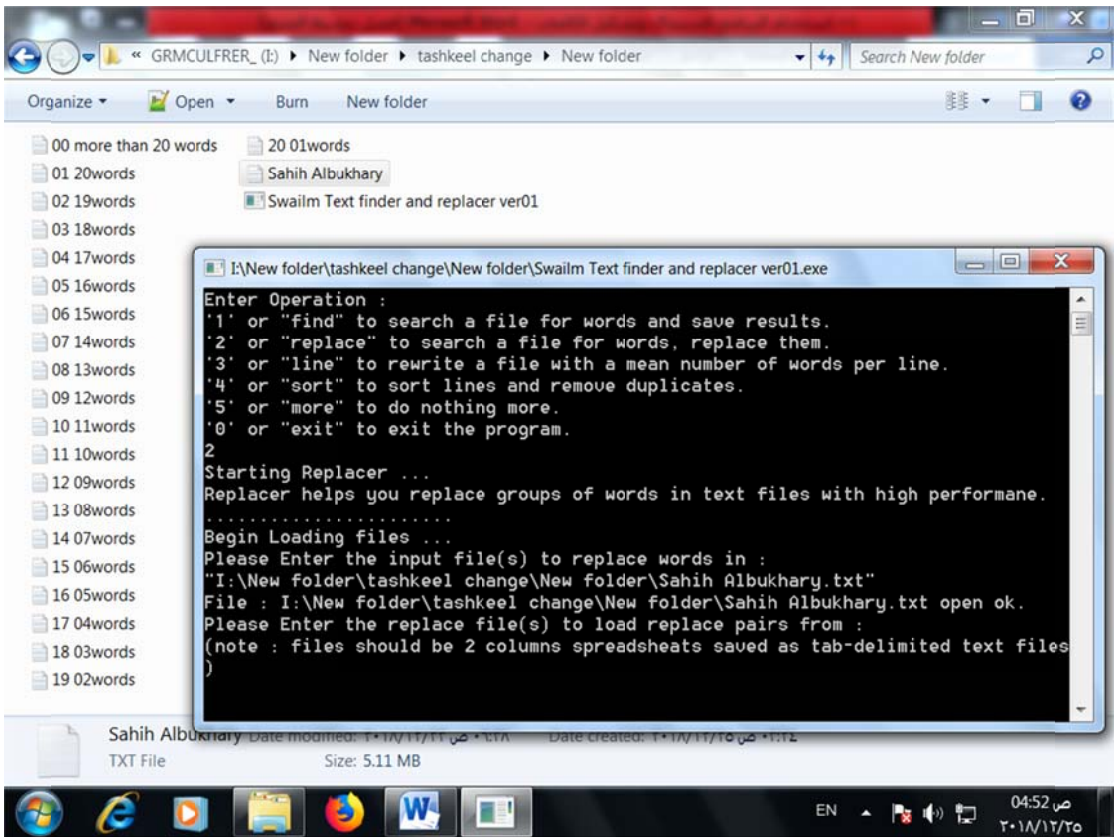 « GRMCULFRER_ (I:) ▸ New folder ▸ tashkeel change ▸ New folder
Search New folder
Organize ▾ Open ▾ Burn New folder
00 more than 20 words
01 20words
02 19words
03 18words
04 17words
05 16words
06 15words
07 14words
08 13words
09 12words
10 11words
11 10words
12 09words
13 08words
14 07words
15 06words
16 05words
17 04words
18 03words
19 02words
20 01words
Sahih Albukhary
Swailm Text finder and replacer ver01
I:\New folder\tashkeel change\New folder\Swailm Text finder and replacer ver01.exe
Enter Operation :
'1' or "find" to search a file for words and save results.
'2' or "replace" to search a file for words, replace them.
'3' or "line" to rewrite a file with a mean number of words per line.
'4' or "sort" to sort lines and remove duplicates.
'5' or "more" to do nothing more.
'0' or "exit" to exit the program.
2
Starting Replacer ...
Replacer helps you replace groups of words in text files with high performane.
.......................
Begin Loading files ...
Please Enter the input file(s) to replace words in :
"I:\New folder\tashkeel change\New folder\Sahih Albukhary.txt"
File : I:\New folder\tashkeel change\New folder\Sahih Albukhary.txt open ok.
Please Enter the replace file(s) to load replace pairs from :
(note : files should be 2 columns spreadsheats saved as tab-delimited text files
)
Sahih Albukhary Date modified: Date created:
TXT File Size: 5.11 MB
EN
04:52 ص
٢٠١٨/١٢/٢٥